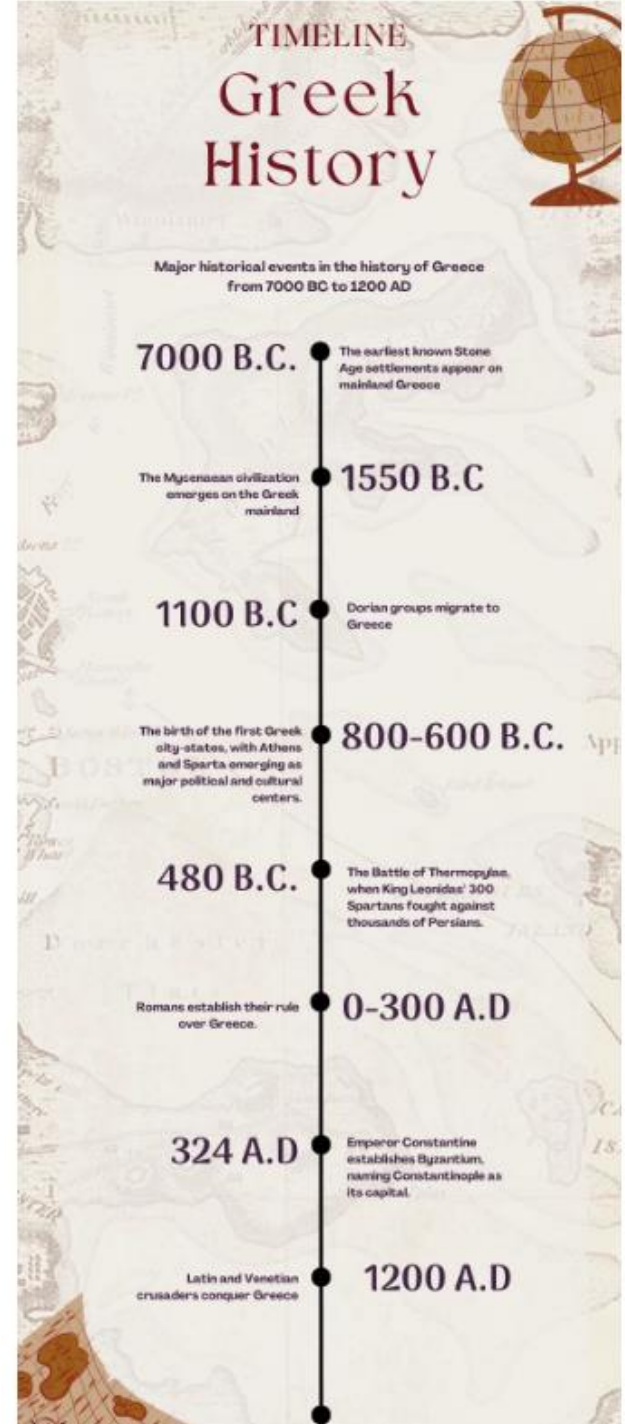 TIMELINE
Greek
History
Major historical events in the history of Greece
from 7000 BC to 1200 AD
7000 B.C.
The earliest known Stone
Age settlements appear on
mainland Greece
1550 B.C
The Mycenaean civilization
emerges on the Greek
mainland
1100 B.C
Dorian groups migrate to
Greece
800-600 B.C.
The birth of the first Greek
city-states, with Athens
and Sparta emerging as
major political and cultural
centers.
480 B.C.
The Battle of Thermopylae,
when King Leonidas' 300
Spartans fought against
thousands of Persians.
0-300 A.D
Romans establish their rule
over Greece.
324 A.D
Emperor Constantine
establishes Byzantium,
naming Constantinople as
its capital
1200 A.D
Latin and Venetian
crusaders conquer Greece